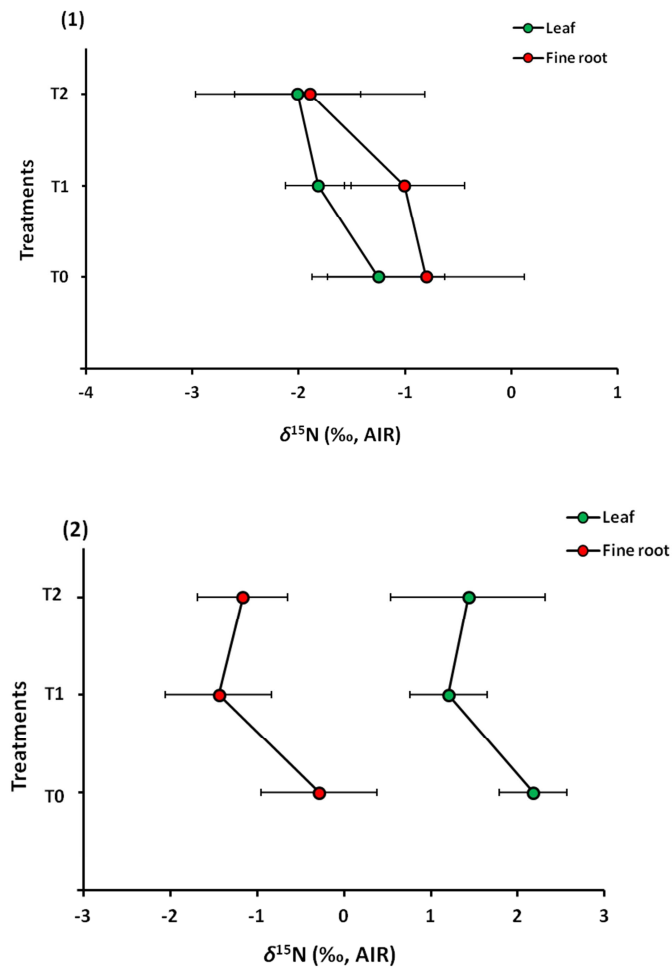 (1)
Leaf
Fine root
T2
T1
T0
Treatments
-4 -3 -2 -1 0 1
δ¹⁵N (‰, AIR)
(2)
Leaf
Fine root
T2
T1
T0
Treatments
-3 -2 -1 0 1 2 3
δ¹⁵N (‰, AIR)